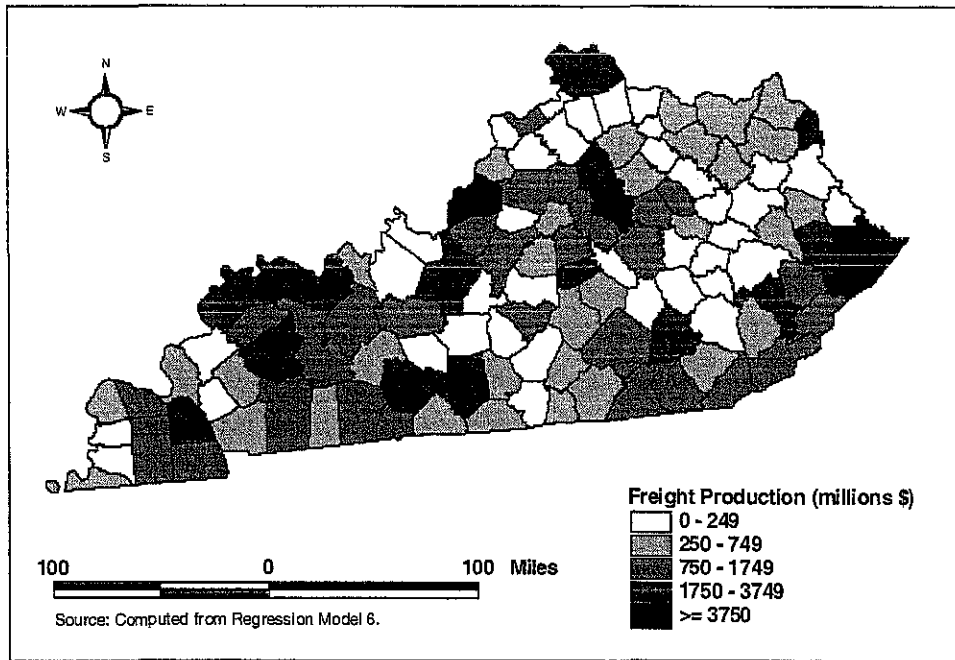 N
W E
S
Freight Production (millions $)
0 - 249
250 - 749
750 - 1749
1750 - 3749
>= 3750
100 0 100 Miles
Source: Computed from Regression Model 6.